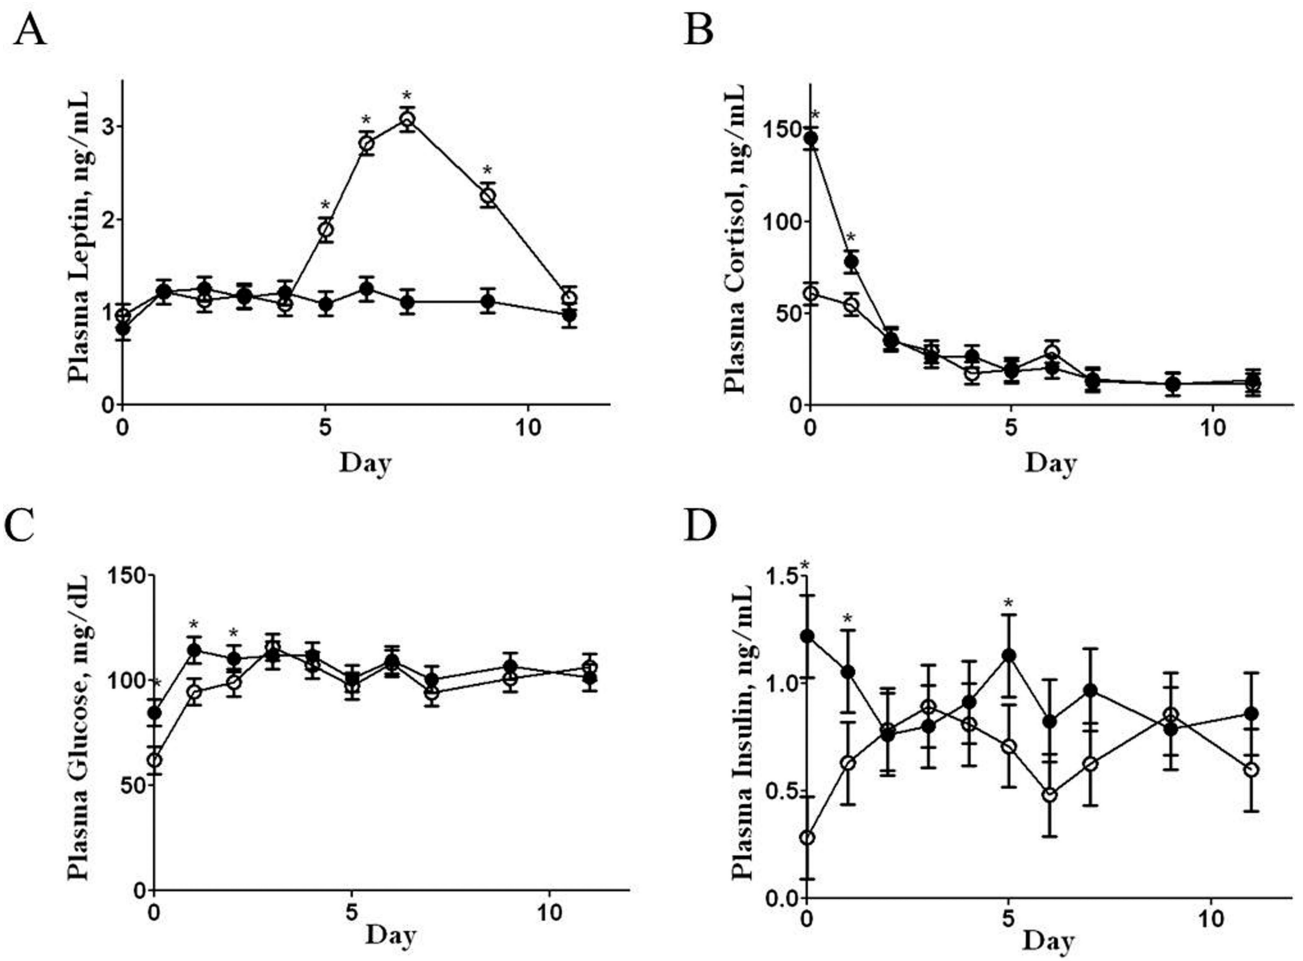 A
Plasma Leptin, ng/mL
3
2
1
0
0 5 10
Day
* * * *
B
Plasma Cortisol, ng/mL
150
100
50
0
0 5 10
Day
* *
C
Plasma Glucose, mg/dL
150
100
50
0
0 5 10
Day
* * *
D
Plasma Insulin, ng/mL
1.5
1.0
0.5
0.0
0 5 10
Day
* * *